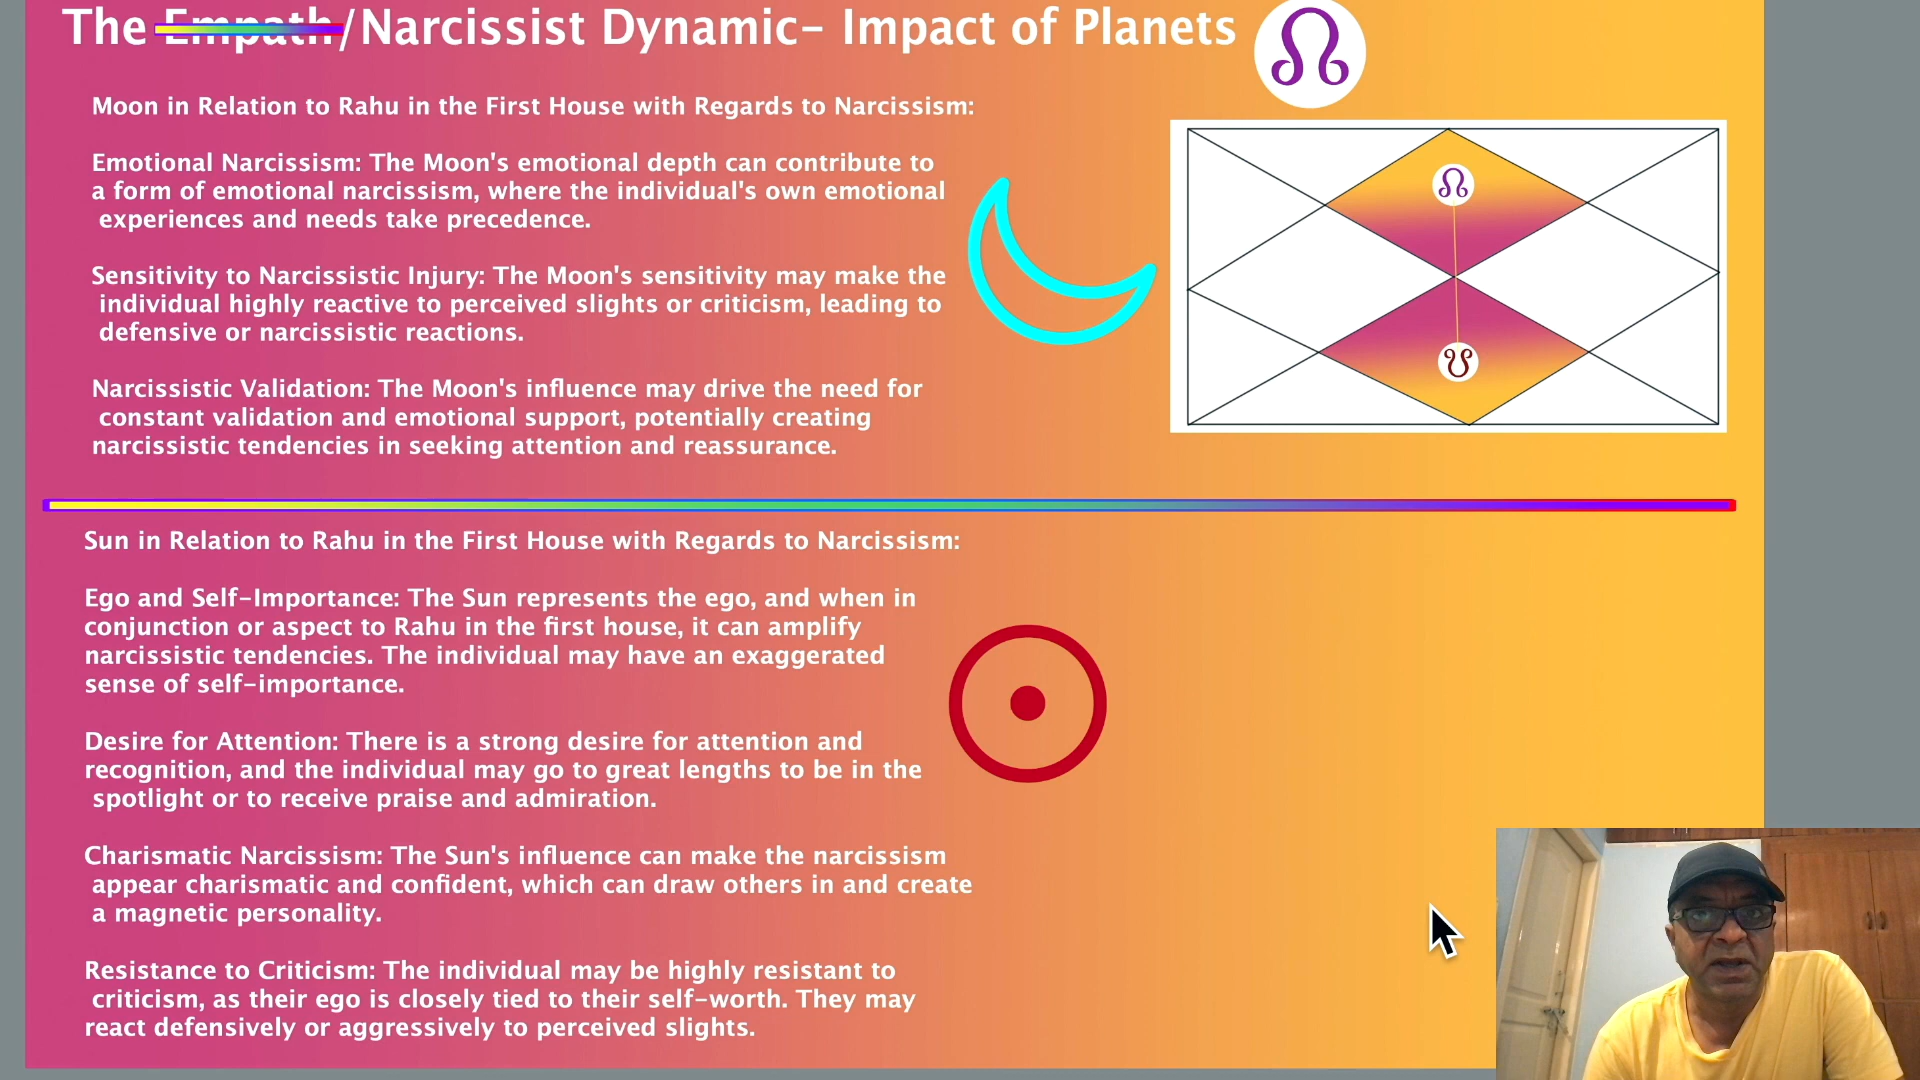 The Empath/Narcissist Dynamic- Impact of Planets
Moon in Relation to Rahu in the First House with Regards to Narcissism:
Emotional Narcissism: The Moon's emotional depth can contribute to
a form of emotional narcissism, where the individual's own emotional
experiences and needs take precedence.
Sensitivity to Narcissistic Injury: The Moon's sensitivity may make the
individual highly reactive to perceived slights or criticism, leading to
defensive or narcissistic reactions.
Narcissistic Validation: The Moon's influence may drive the need for
constant validation and emotional support, potentially creating
narcissistic tendencies in seeking attention and reassurance.
Sun in Relation to Rahu in the First House with Regards to Narcissism:
Ego and Self-Importance: The Sun represents the ego, and when in
conjunction or aspect to Rahu in the first house, it can amplify
narcissistic tendencies. The individual may have an exaggerated
sense of self-importance.
Desire for Attention: There is a strong desire for attention and
recognition, and the individual may go to great lengths to be in the
spotlight or to receive praise and admiration.
Charismatic Narcissism: The Sun's influence can make the narcissism
appear charismatic and confident, which can draw others in and create
a magnetic personality.
Resistance to Criticism: The individual may be highly resistant to
criticism, as their ego is closely tied to their self-worth. They may
react defensively or aggressively to perceived slights.